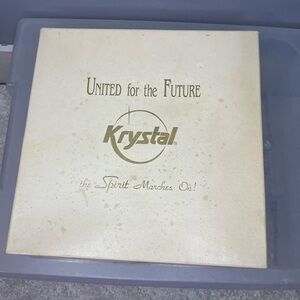 UNITED for the FUTURE
Krystal
the Spirit Marches On!